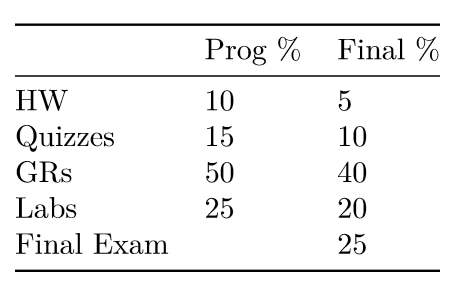 Prog % Final %
HW 10 5
Quizzes 15 10
GRs 50 40
Labs 25 20
Final Exam 25